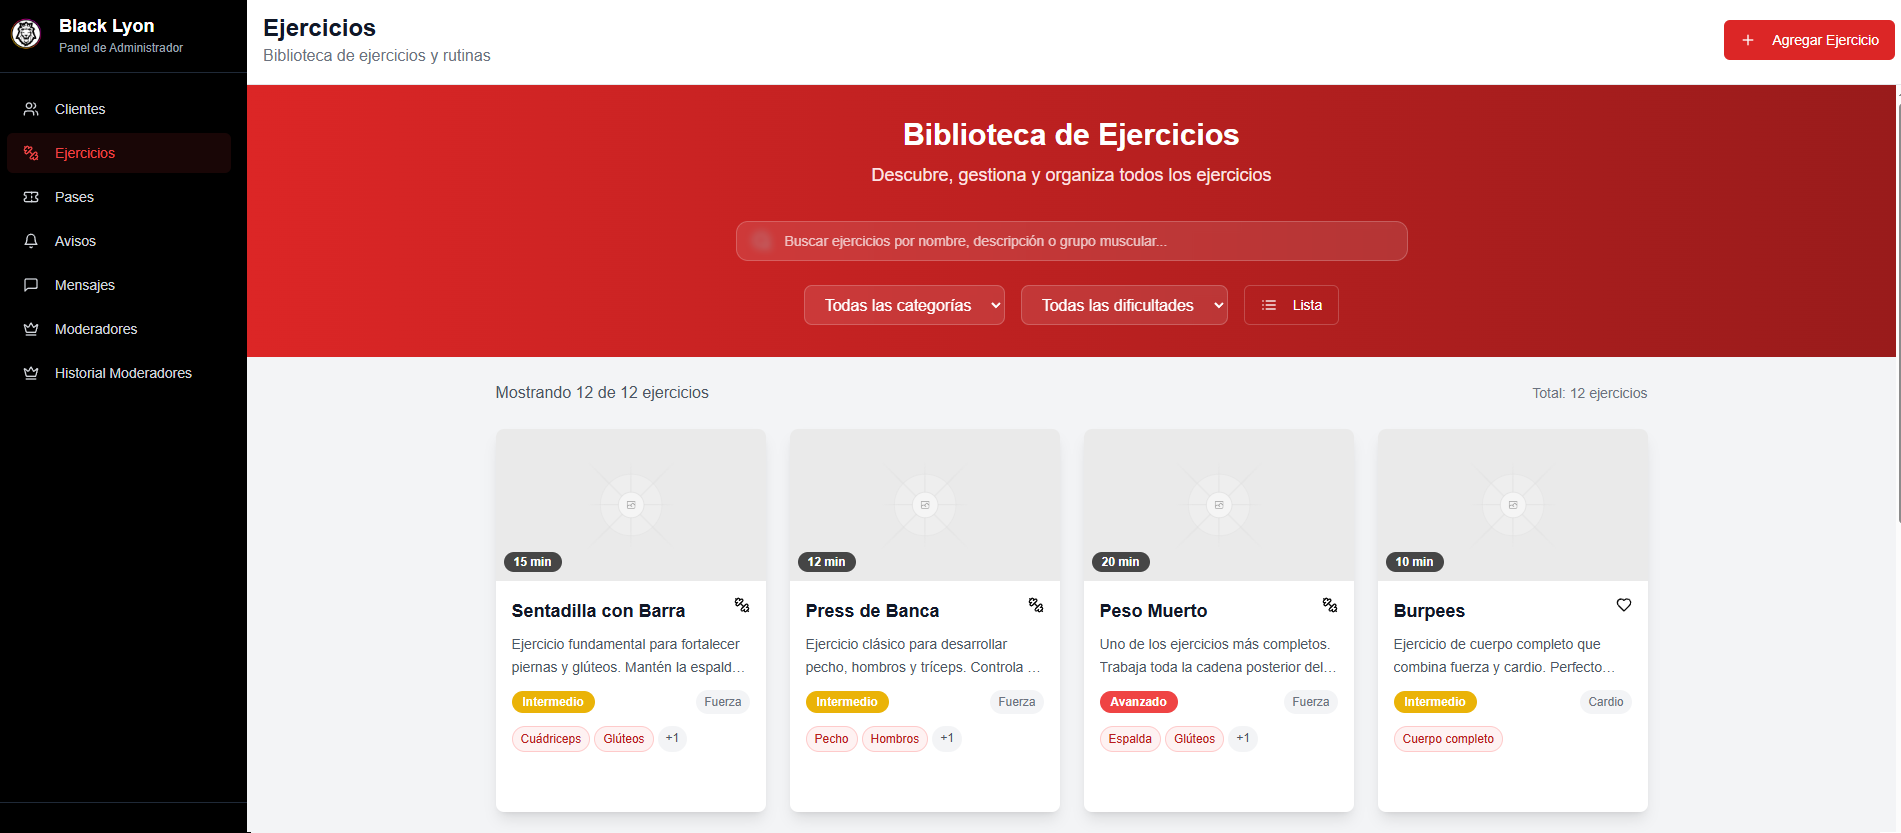 Black Lyon
Panel de Administrador
Clientes
Ejercicios
Pases
Avisos
Mensajes
Moderadores
Historial Moderadores
Ejercicios
Biblioteca de ejercicios y rutinas
Agregar Ejercicio
Biblioteca de Ejercicios
Descubre, gestiona y organiza todos los ejercicios
Buscar ejercicios por nombre, descripción o grupo muscular...
Todas las categorías
Todas las dificultades
Lista
Mostrando 12 de 12 ejercicios
Total: 12 ejercicios
15 min
Sentadilla con Barra
Ejercicio fundamental para fortalecer
piernas y glúteos. Mantén la espald…
Intermedio
Fuerza
Cuádriceps
Glúteos
+1
12 min
Press de Banca
Ejercicio clásico para desarrollar
pecho, hombros y tríceps. Controla …
Intermedio
Fuerza
Pecho
Hombros
+1
20 min
Peso Muerto
Uno de los ejercicios más completos.
Trabaja toda la cadena posterior del…
Avanzado
Fuerza
Espalda
Glúteos
+1
10 min
Burpees
Ejercicio de cuerpo completo que
combina fuerza y cardio. Perfecto…
Intermedio
Cardio
Cuerpo completo